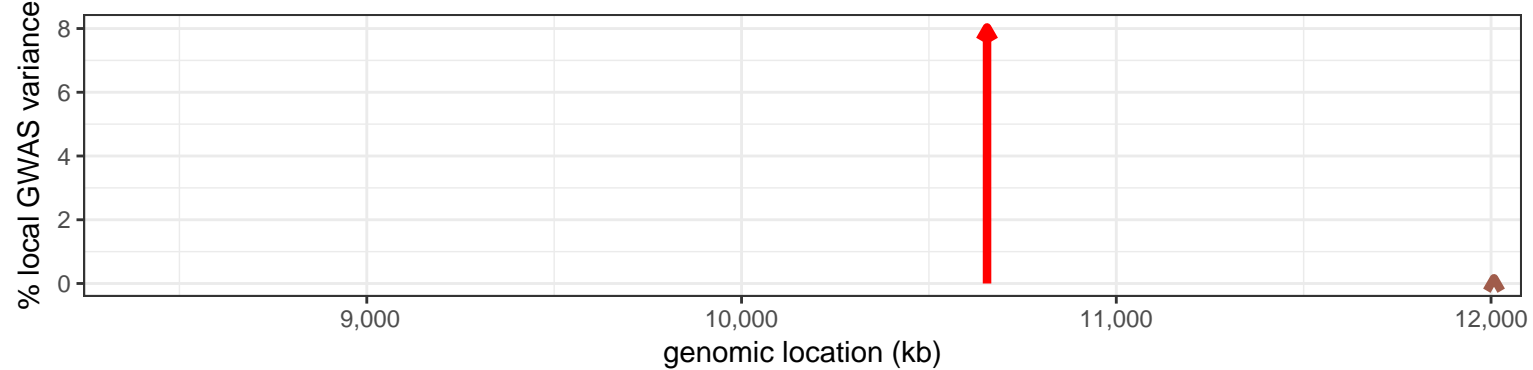 % local GWAS variance
8
6
4
2
0
9,000 10,000 11,000 12,000
genomic location (kb)